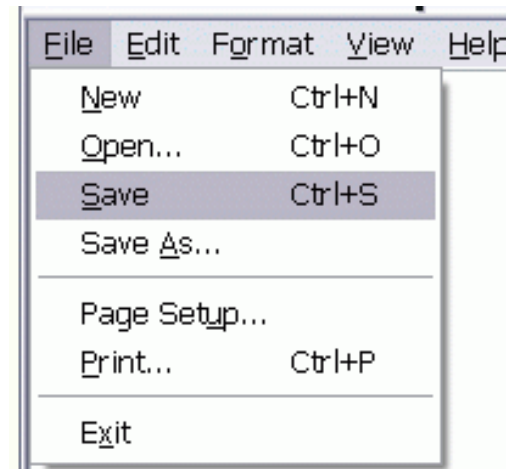 File Edit Format View Help
New Ctrl+N
Open... Ctrl+O
Save Ctrl+S
Save As...
Page Setup...
Print... Ctrl+P
Exit